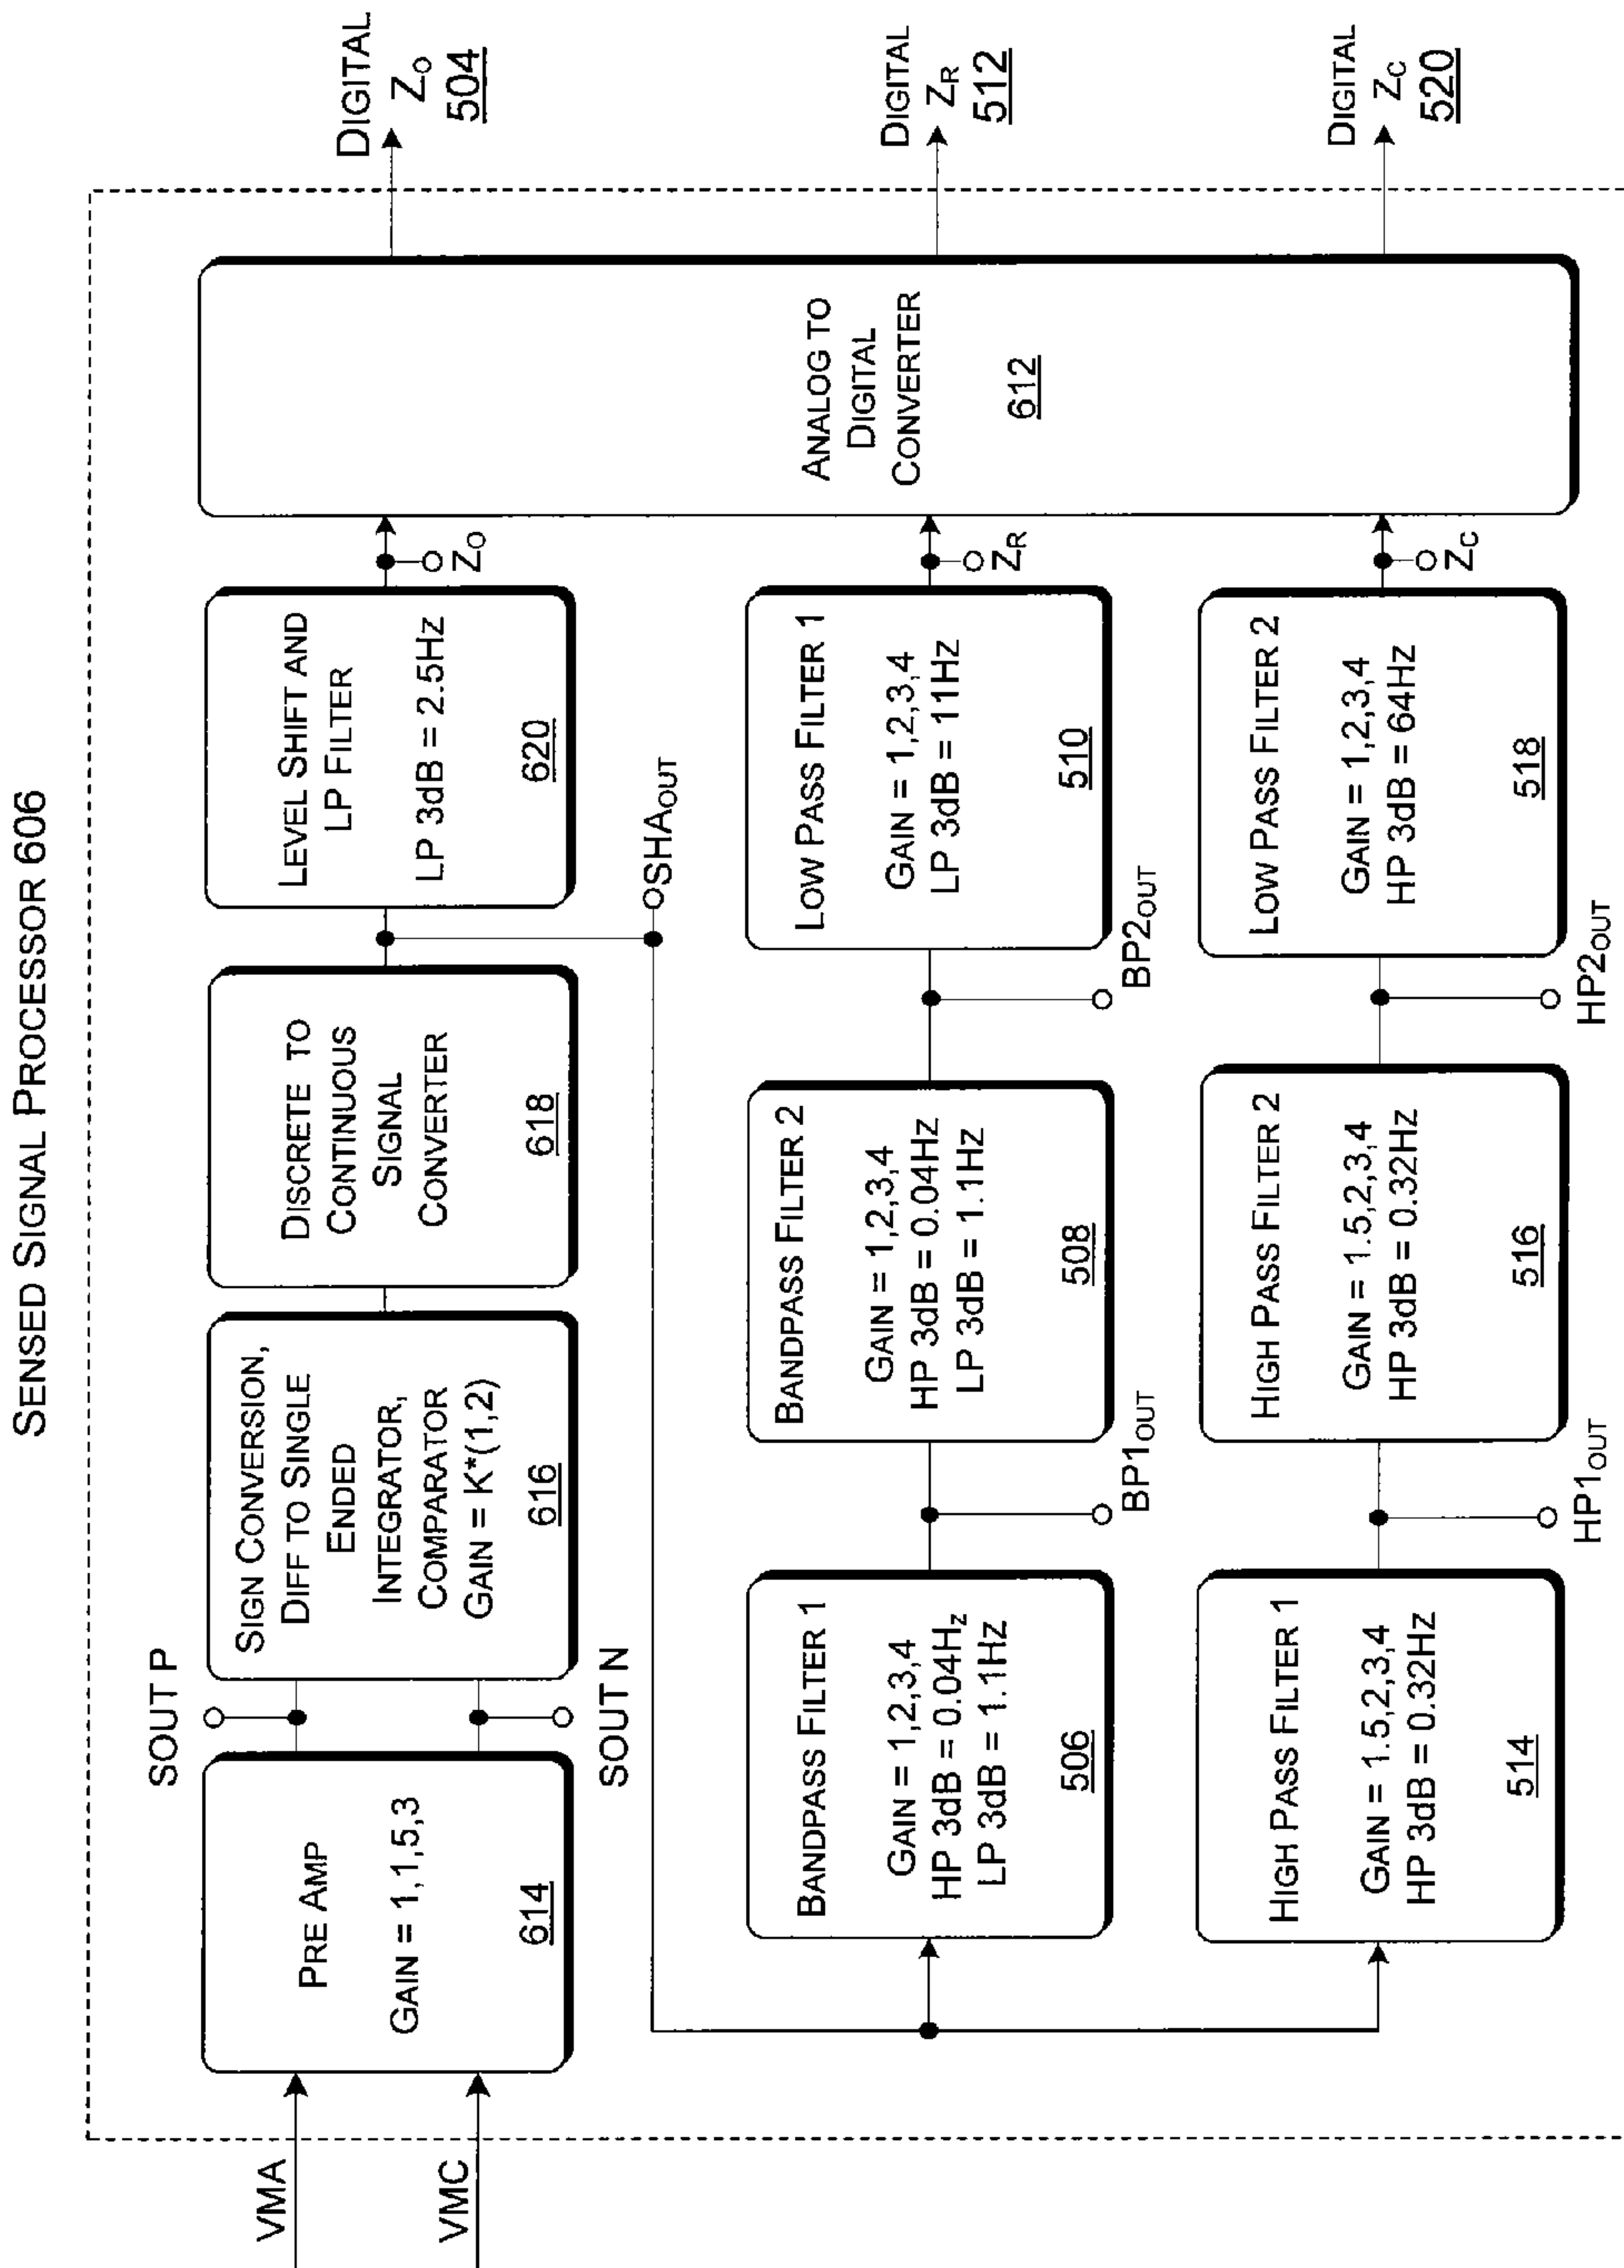 SENSED SIGNAL PROCESSOR 606
VMA
VMC
PRE AMP
GAIN = 1,1,5,3
614
SOUT P
SOUT N
SIGN CONVERSION,
DIFF TO SINGLE
ENDED
INTEGRATOR,
COMPARATOR
GAIN = K*(1,2)
616
DISCRETE TO
CONTINUOUS
SIGNAL
CONVERTER
618
LEVEL SHIFT AND
LP FILTER
LP 3dB = 2.5Hz
620
ZO
SHAOUT
BANDPASS FILTER 1
GAIN = 1,2,3,4
HP 3dB = 0.04Hz
LP 3dB = 1.1Hz
506
BP1OUT
BANDPASS FILTER 2
GAIN = 1,2,3,4
HP 3dB = 0.04Hz
LP 3dB = 1.1Hz
508
BP2OUT
LOW PASS FILTER 1
GAIN = 1,2,3,4
LP 3dB = 11Hz
510
ZR
HIGH PASS FILTER 1
GAIN = 1.5,2,3,4
HP 3dB = 0.32Hz
514
HP1OUT
HIGH PASS FILTER 2
GAIN = 1.5,2,3,4
HP 3dB = 0.32Hz
516
HP2OUT
LOW PASS FILTER 2
GAIN = 1,2,3,4
HP 3dB = 64Hz
518
ZC
ANALOG TO
DIGITAL
CONVERTER
612
DIGITAL
ZO
504
DIGITAL
ZR
512
DIGITAL
ZC
520